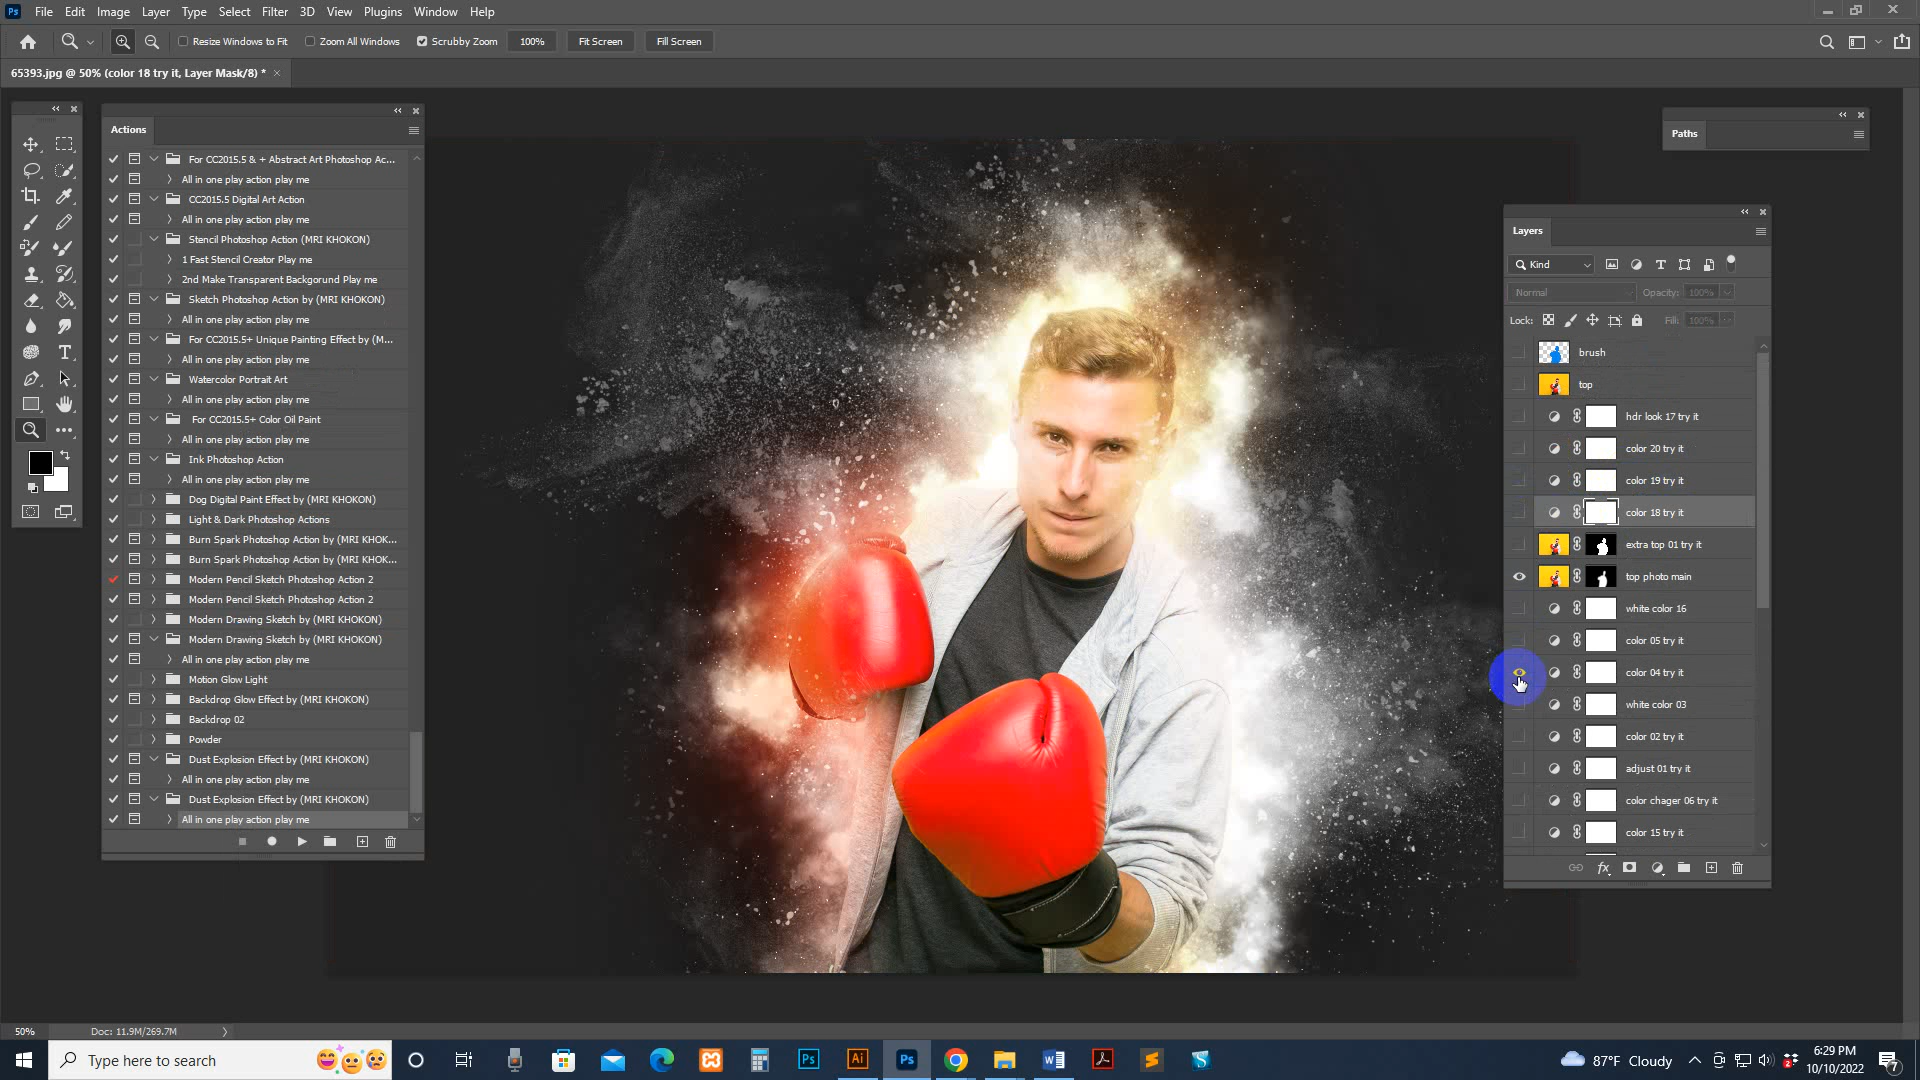 Ps File Edit Image Layer Type Select Filter 3D View Plugins Window Help
Resize Windows to Fit Zoom All Windows Scrubby Zoom 100% Fit Screen Fill Screen
65393.jpg @ 50% (color 18 try it, Layer Mask/8) *
Actions
For CC2015.5 & + Abstract Art Photoshop Ac...
All in one play action play me
CC2015.5 Digital Art Action
All in one play action play me
Stencil Photoshop Action (MRI KHOKON)
1 Fast Stencil Creator Play me
2nd Make Transparent Backgorund Play me
Sketch Photoshop Action by (MRI KHOKON)
All in one play action play me
For CC2015.5+ Unique Painting Effect by (M...
All in one play action play me
Watercolor Portrait Art
All in one play action play me
For CC2015.5+ Color Oil Paint
All in one play action play me
Ink Photoshop Action
All in one play action play me
Dog Digital Paint Effect by (MRI KHOKON)
Light & Dark Photoshop Actions
Burn Spark Photoshop Action by (MRI KHOK...
Burn Spark Photoshop Action by (MRI KHOK...
Modern Pencil Sketch Photoshop Action 2
Modern Pencil Sketch Photoshop Action 2
Modern Drawing Sketch by (MRI KHOKON)
Modern Drawing Sketch by (MRI KHOKON)
All in one play action play me
Motion Glow Light
Backdrop Glow Effect by (MRI KHOKON)
Backdrop 02
Powder
Dust Explosion Effect by (MRI KHOKON)
All in one play action play me
Dust Explosion Effect by (MRI KHOKON)
All in one play action play me
Paths
Layers
Kind
Normal Opacity: 100%
Lock: Fill: 100%
brush
top
hdr look 17 try it
color 20 try it
color 19 try it
color 18 try it
extra top 01 try it
top photo main
white color 16
color 05 try it
color 04 try it
white color 03
color 02 try it
adjust 01 try it
color chager 06 try it
color 15 try it
fx
50% Doc: 11.9M/269.7M
Type here to search
Ps Ai Ps
87°F Cloudy
6:29 PM
10/10/2022
7